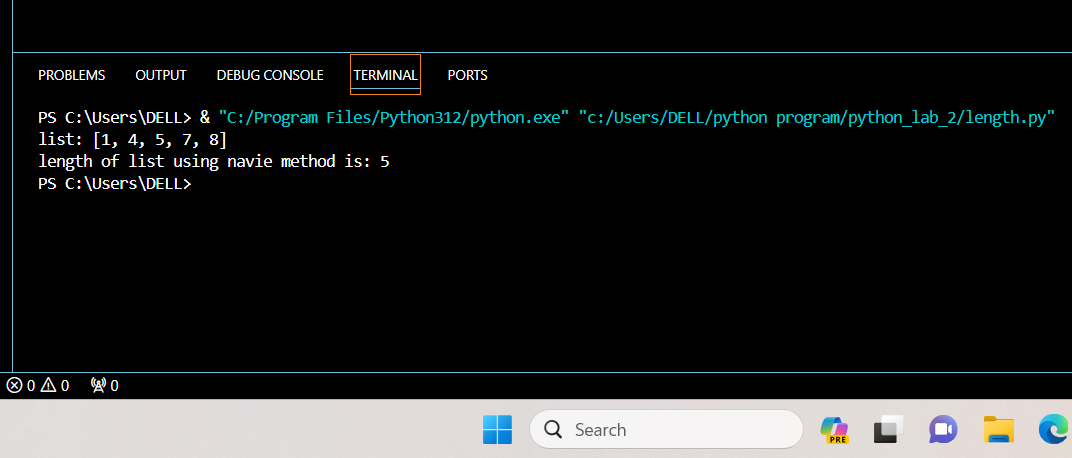 PROBLEMS OUTPUT DEBUG CONSOLE TERMINAL PORTS
PS C:\Users\DELL> & "C:/Program Files/Python312/python.exe" "c:/Users/DELL/python program/python_lab_2/length.py"
list: [1, 4, 5, 7, 8]
length of list using navie method is: 5
PS C:\Users\DELL>
0 0 0
Search
PRE